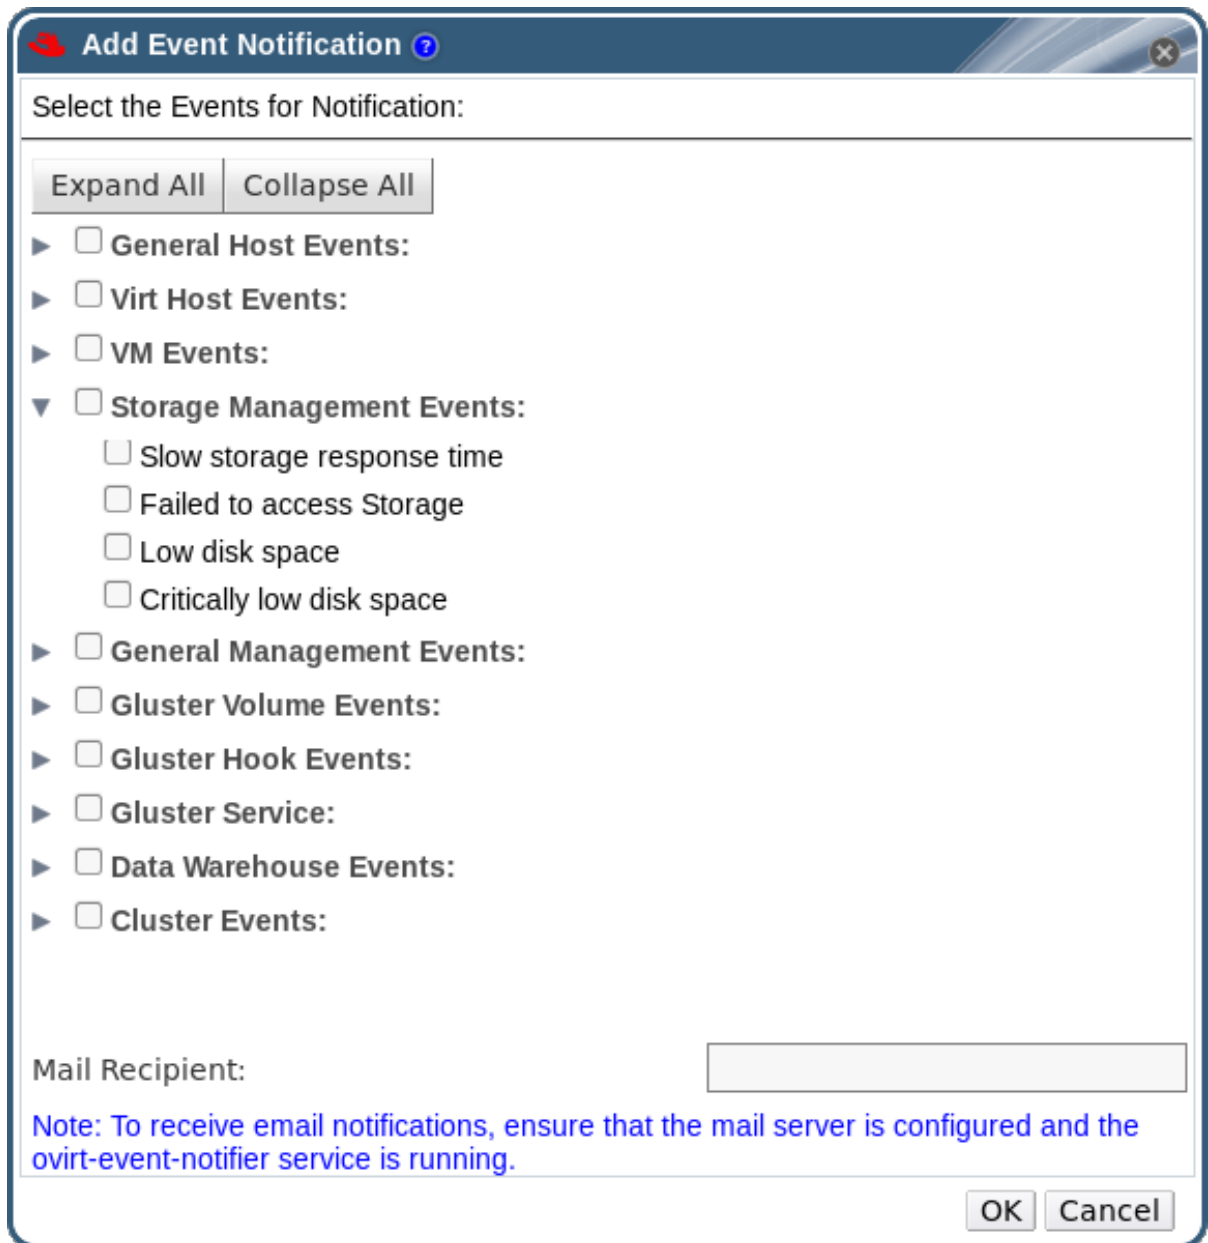 Add Event Notification ?
Select the Events for Notification:
Expand All Collapse All
General Host Events:
Virt Host Events:
VM Events:
Storage Management Events:
Slow storage response time
Failed to access Storage
Low disk space
Critically low disk space
General Management Events:
Gluster Volume Events:
Gluster Hook Events:
Gluster Service:
Data Warehouse Events:
Cluster Events:
Mail Recipient:
Note: To receive email notifications, ensure that the mail server is configured and the
ovirt-event-notifier service is running.
OK Cancel